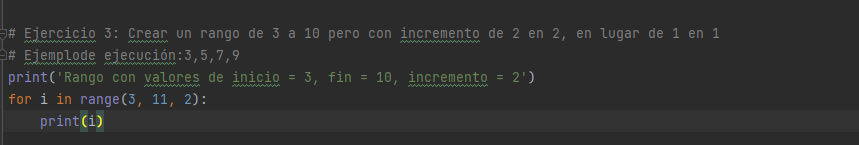 # Ejercicio 3: Crear un rango de 3 a 10 pero con incremento de 2 en 2, en lugar de 1 en 1
# Ejemplode ejecución:3,5,7,9
print('Rango con valores de inicio = 3, fin = 10, incremento = 2')
for i in range(3, 11, 2):
    print(i)